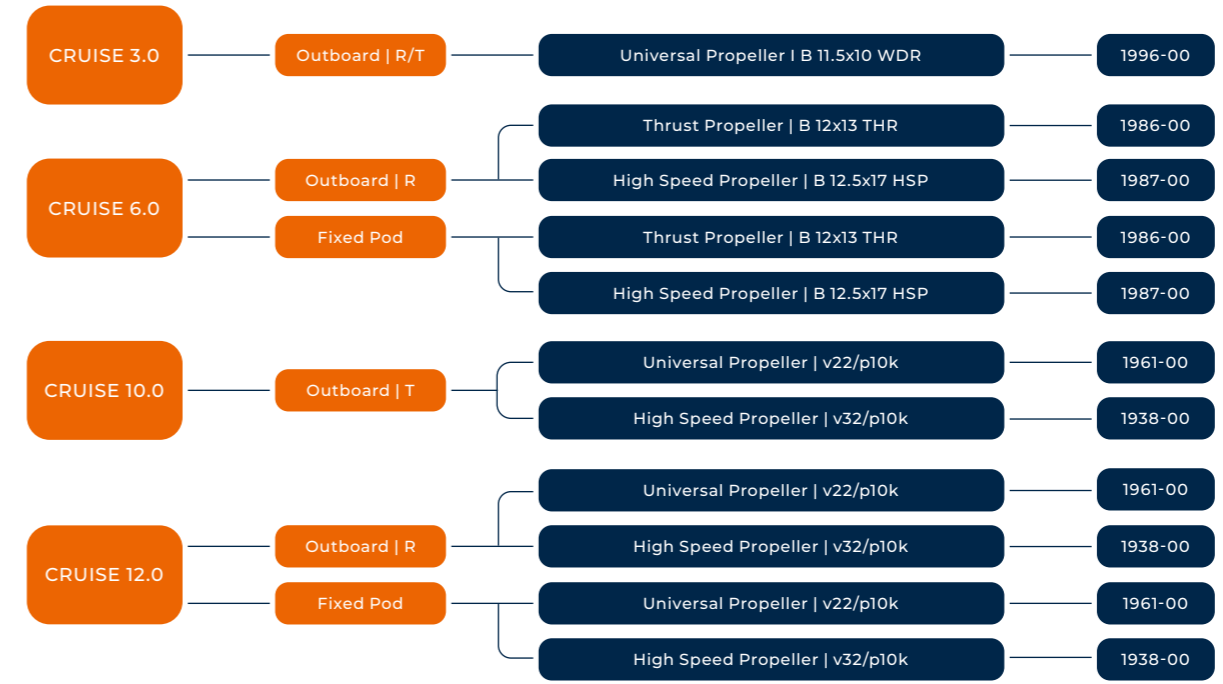 CRUISE 3.0
Outboard | R/T
Universal Propeller I B 11.5x10 WDR
1996-00
Thrust Propeller | B 12x13 THR
1986-00
CRUISE 6.0
Outboard | R
High Speed Propeller | B 12.5x17 HSP
1987-00
Fixed Pod
Thrust Propeller | B 12x13 THR
1986-00
High Speed Propeller | B 12.5x17 HSP
1987-00
CRUISE 10.0
Outboard | T
Universal Propeller | v22/p10k
1961-00
High Speed Propeller | v32/p10k
1938-00
Universal Propeller | v22/p10k
1961-00
CRUISE 12.0
Outboard | R
High Speed Propeller | v32/p10k
1938-00
Fixed Pod
Universal Propeller | v22/p10k
1961-00
High Speed Propeller | v32/p10k
1938-00